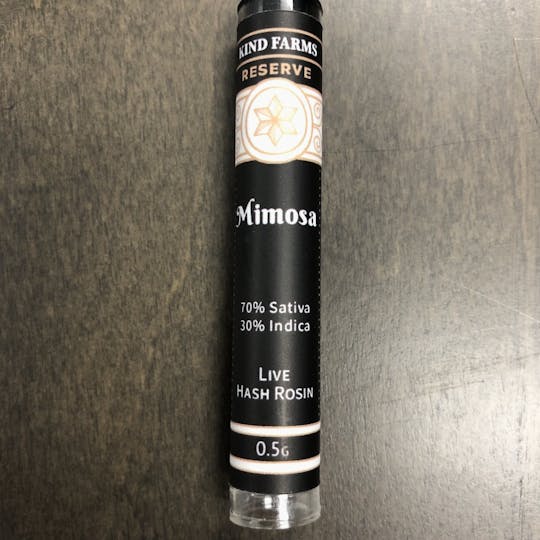 KIND FARMS
RESERVE
Mimosa
70% Sativa
30% Indica
LIVE
HASH ROSIN
0.5G